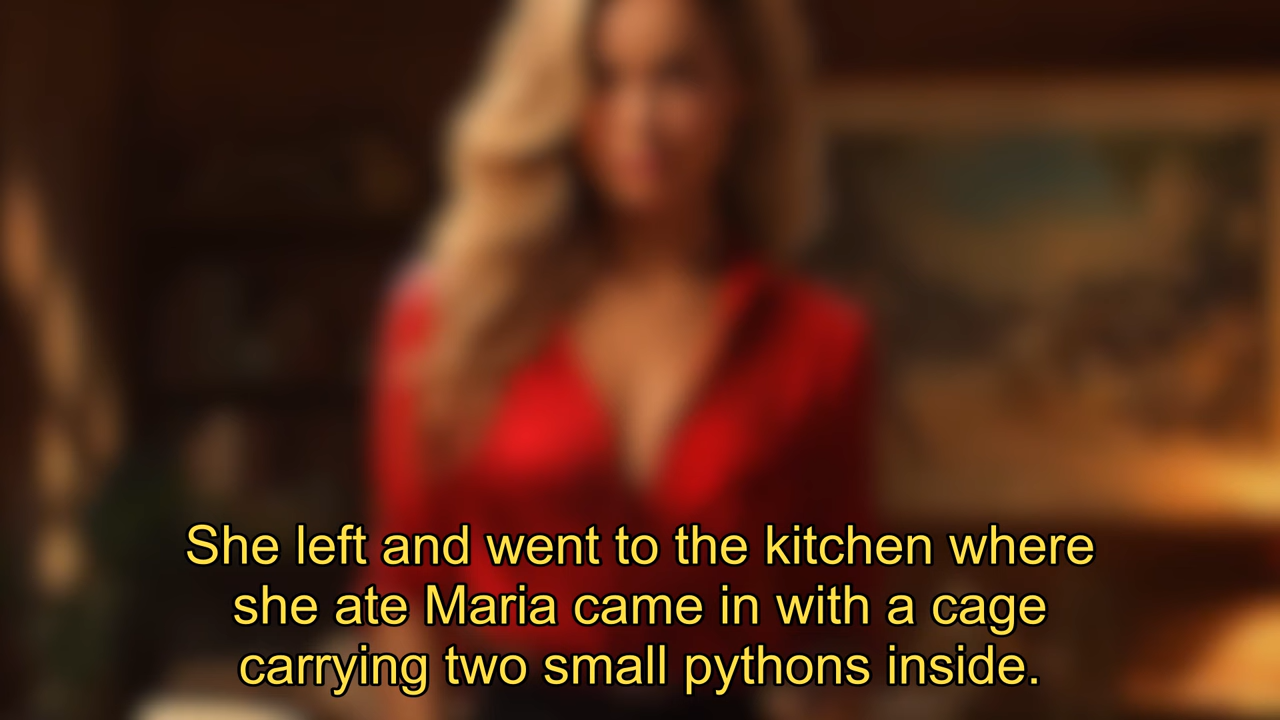 She left and went to the kitchen where
she ate Maria came in with a cage
carrying two small pythons inside.